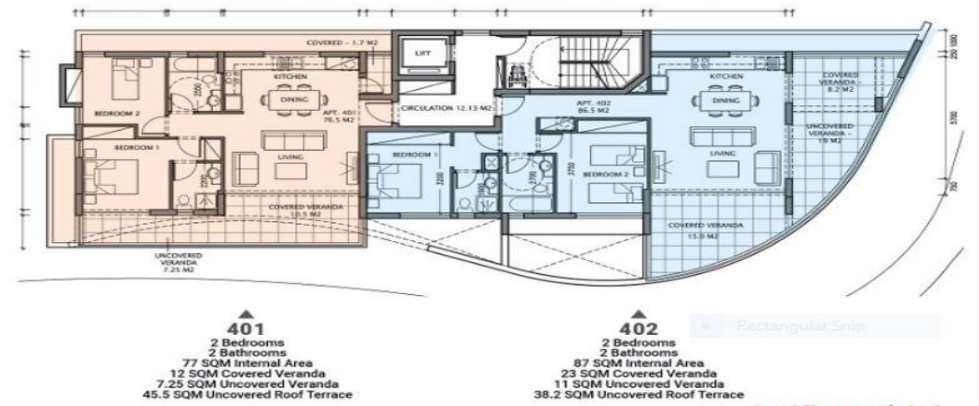 COVERED - 1.7 M2
LIFT
KITCHEN
DINING
APT. 401
76.5 M2
BEDROOM 2
BEDROOM 1
LIVING
COVERED VERANDA
10.5 M2
UNCOVERED
VERANDA
7.25 M2
CIRCULATION 12.13 M2
APT. 402
86.5 M2
BEDROOM 1
3200
BEDROOM 2
KITCHEN
DINING
LIVING
COVERED
VERANDA -
8.2 M2
UNCOVERED
VERANDA -
COVERED VERANDA
401
2 Bedrooms
2 Bathrooms
77 SQM Internal Area
12 SQM Covered Veranda
7.25 SQM Uncovered Veranda
45.5 SQM Uncovered Roof Terrace
402
2 Bedrooms
2 Bathrooms
87 SQM Internal Area
23 SQM Covered Veranda
11 SQM Uncovered Veranda
38.2 SQM Uncovered Roof Terrace
Rectangular Snip